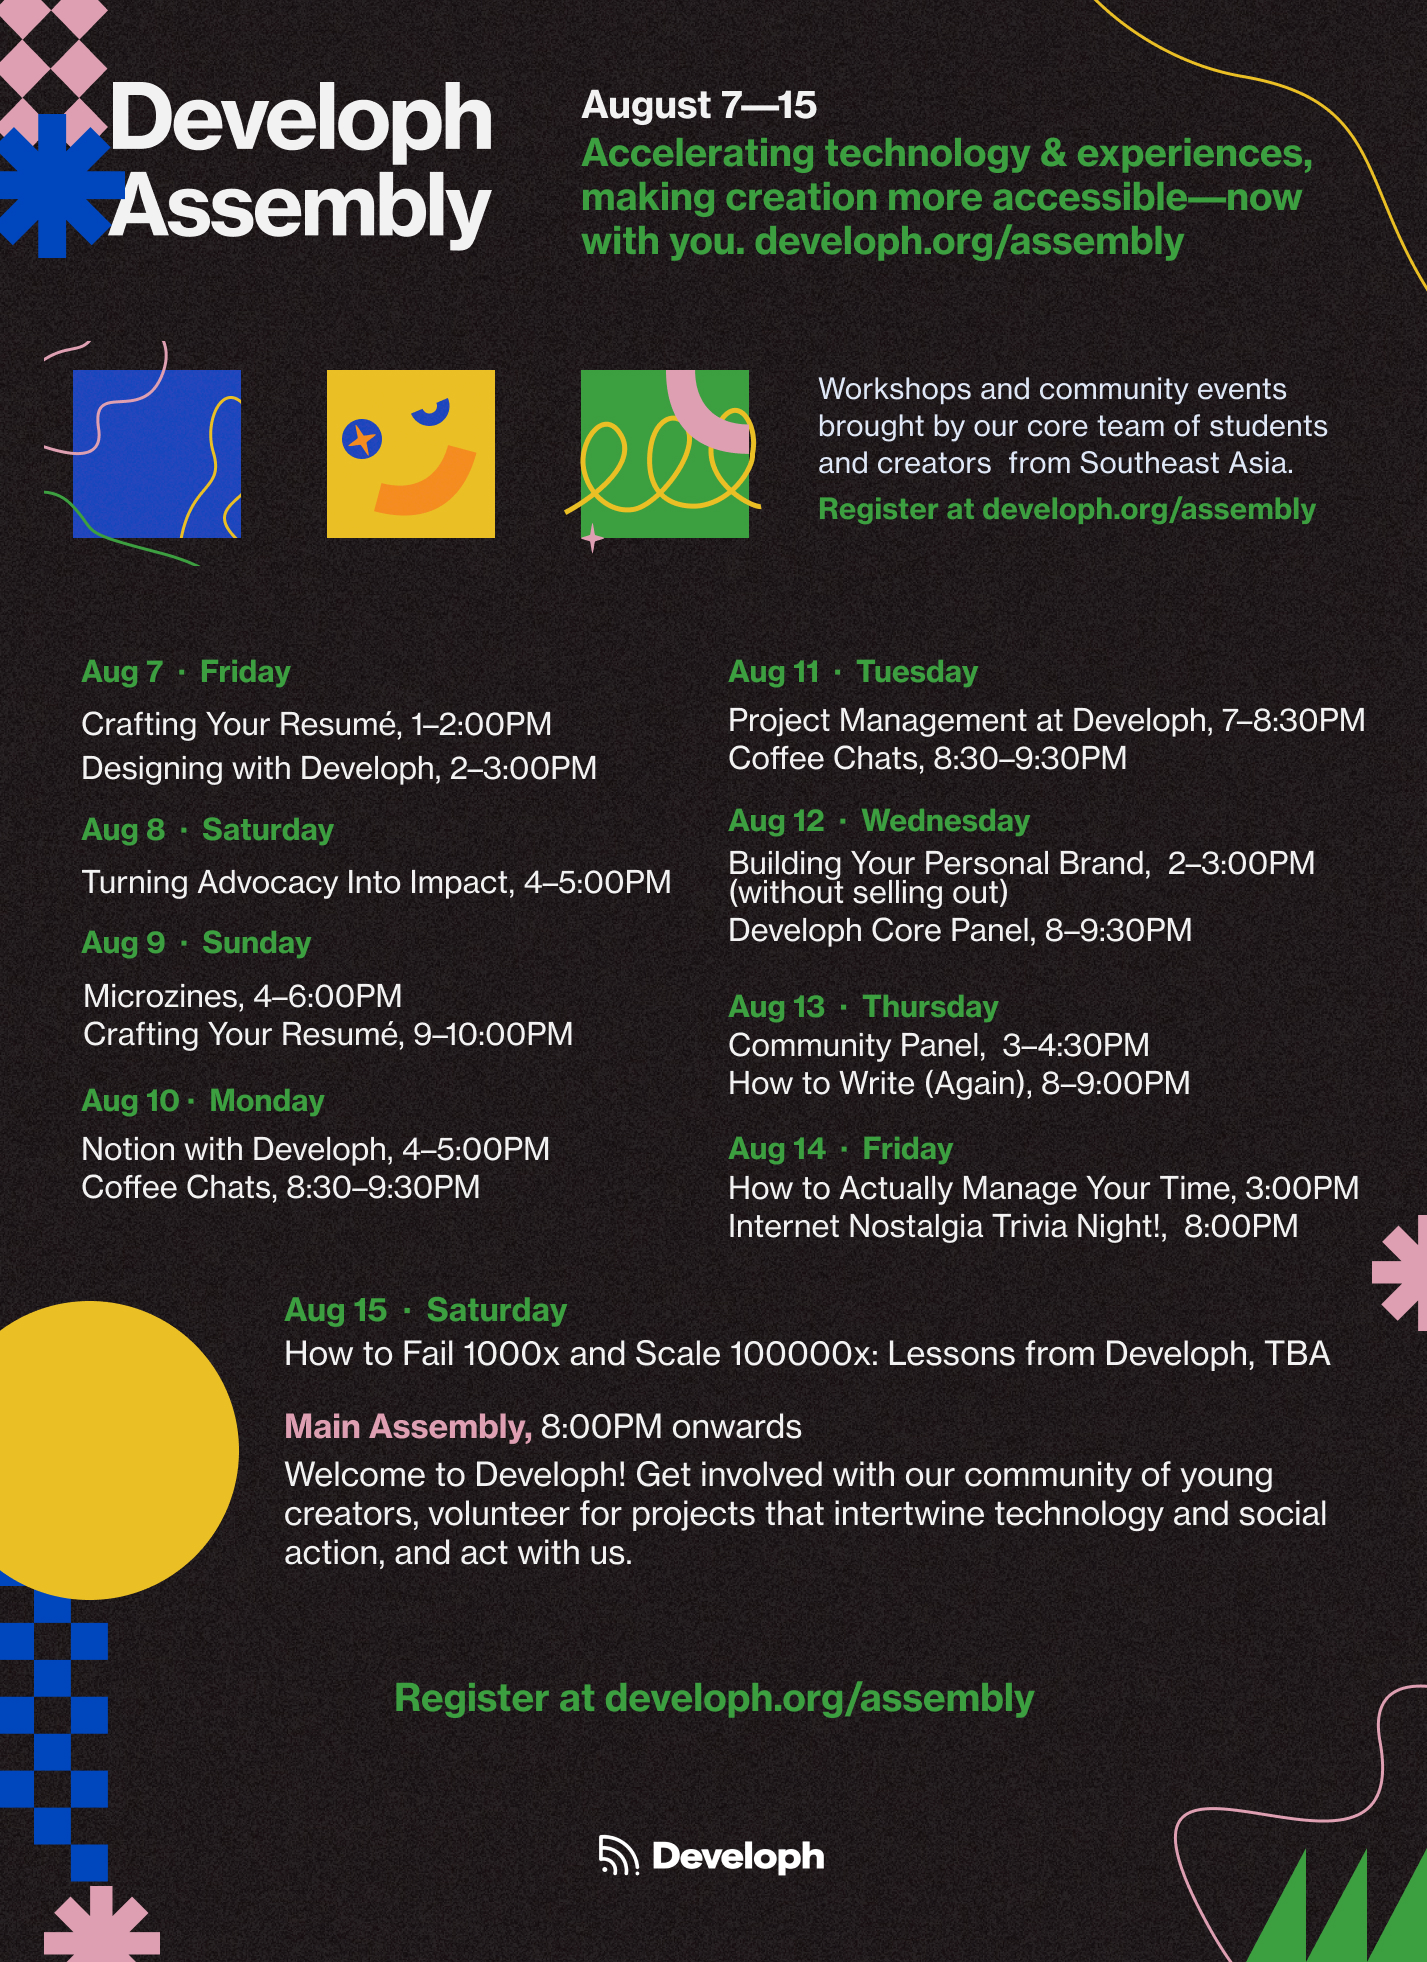 Developh
Assembly
August 7—15
Accelerating technology & experiences,
making creation more accessible—now
with you. developh.org/assembly
Workshops and community events
brought by our core team of students
and creators  from Southeast Asia.
Register at developh.org/assembly
Aug 7 · Friday
Crafting Your Resumé, 1–2:00PM
Designing with Developh, 2–3:00PM
Aug 8 · Saturday
Turning Advocacy Into Impact, 4–5:00PM
Aug 9 · Sunday
Microzines, 4–6:00PM
Crafting Your Resumé, 9–10:00PM
Aug 10 · Monday
Notion with Developh, 4–5:00PM
Coffee Chats, 8:30–9:30PM
Aug 11 · Tuesday
Project Management at Developh, 7–8:30PM
Coffee Chats, 8:30–9:30PM
Aug 12 · Wednesday
Building Your Personal Brand,  2–3:00PM
(without selling out)
Developh Core Panel, 8–9:30PM
Aug 13 · Thursday
Community Panel,  3–4:30PM
How to Write (Again), 8–9:00PM
Aug 14 · Friday
How to Actually Manage Your Time, 3:00PM
Internet Nostalgia Trivia Night!,  8:00PM
Aug 15 · Saturday
How to Fail 1000x and Scale 100000x: Lessons from Developh, TBA
Main Assembly, 8:00PM onwards
Welcome to Developh! Get involved with our community of young
creators, volunteer for projects that intertwine technology and social
action, and act with us.
Register at developh.org/assembly
Developh